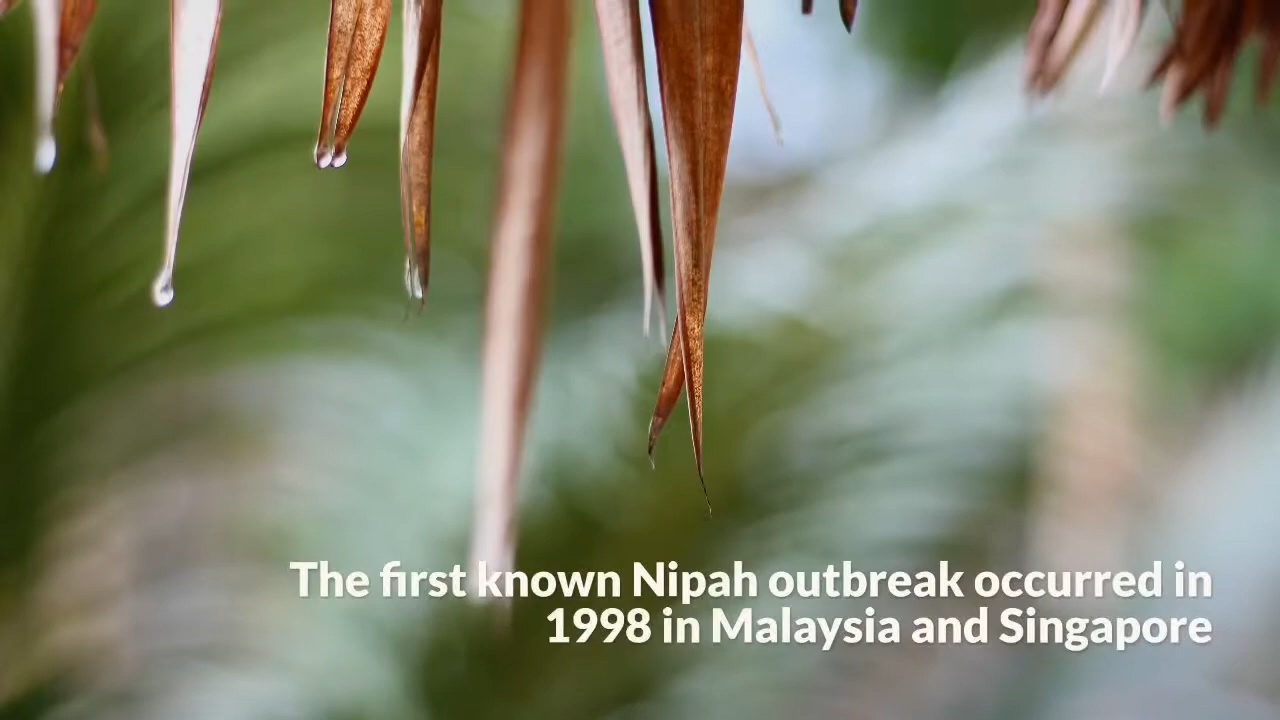 The first known Nipah outbreak occurred in
1998 in Malaysia and Singapore